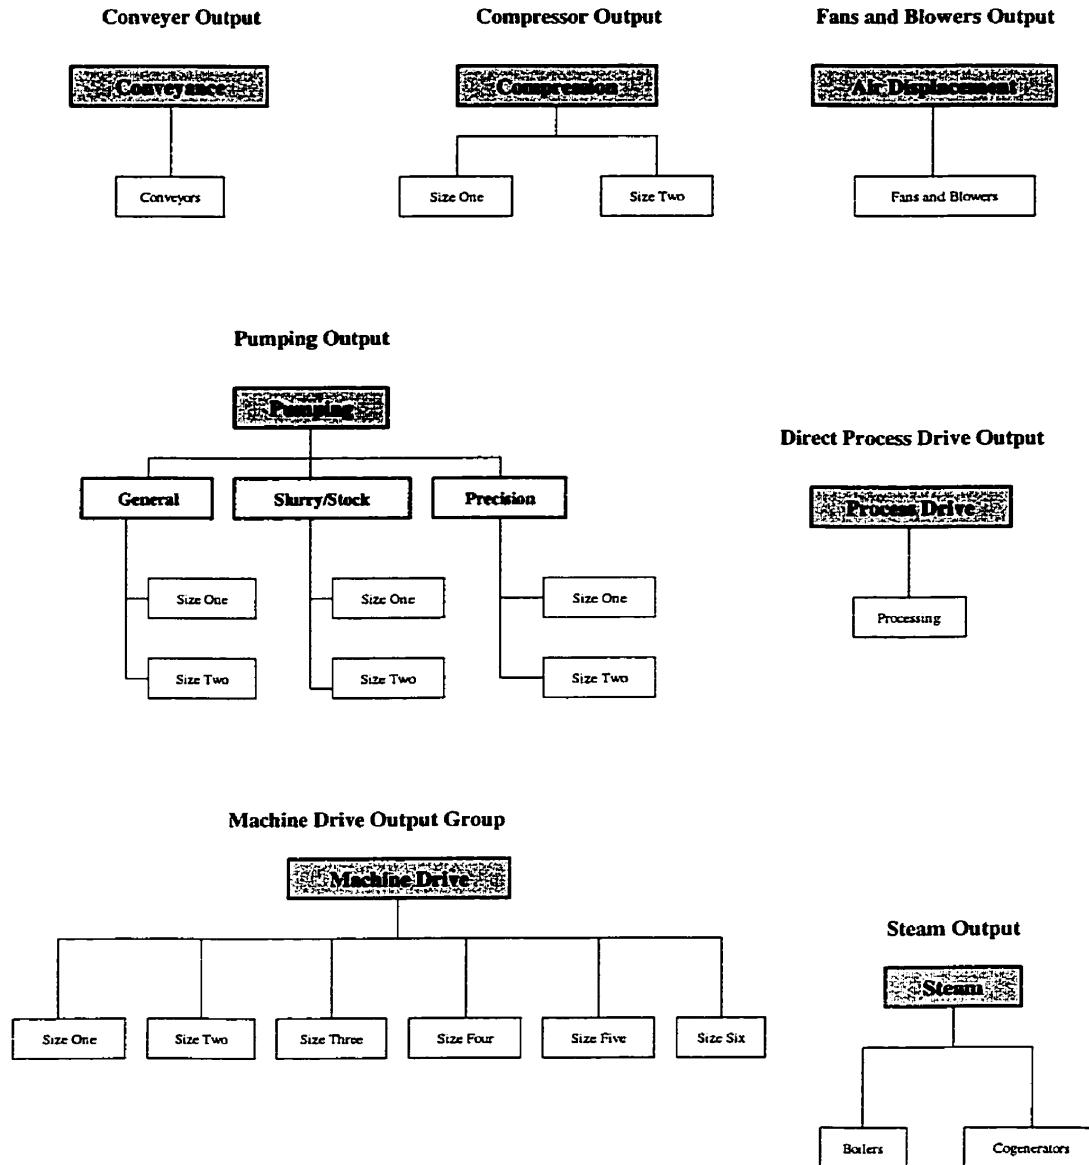 Conveyer Output
Compressor Output
Fans and Blowers Output
Conveyance
Compression
Air Displacement
Conveyors
Size One
Size Two
Fans and Blowers
Pumping Output
Pumping
Direct Process Drive Output
General
Slurry/Stock
Precision
Process Drive
Size One
Size One
Size One
Processing
Size Two
Size Two
Size Two
Machine Drive Output Group
Machine Drive
Steam Output
Steam
Size One
Size Two
Size Three
Size Four
Size Five
Size Six
Boilers
Cogenerators